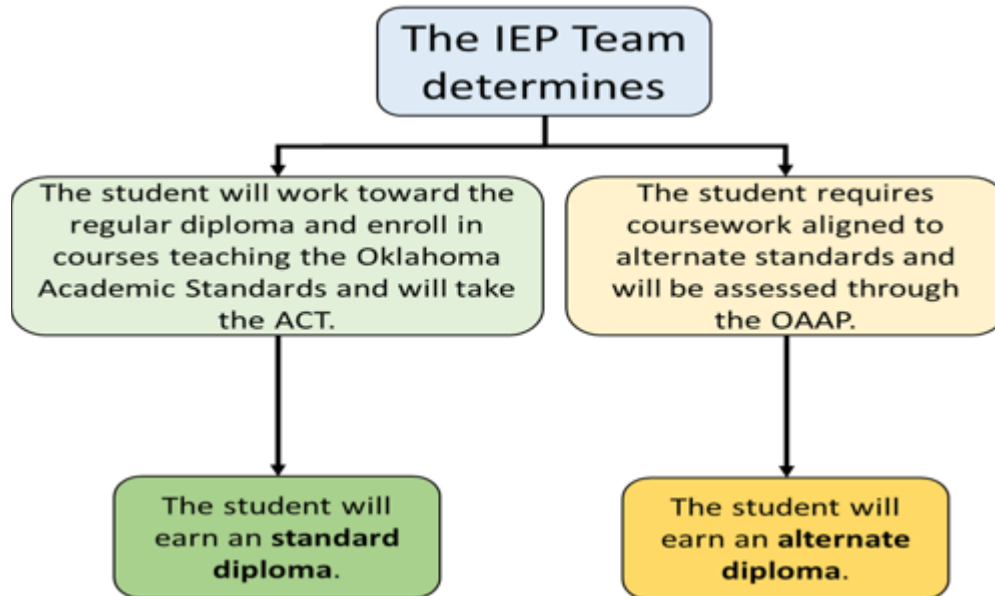 The IEP Team
determines
The student will work toward the
regular diploma and enroll in
courses teaching the Oklahoma
Academic Standards and will take
the ACT.
The student requires
coursework aligned to
alternate standards and
will be assessed through
the OAAP.
The student will
earn an standard
diploma.
The student will
earn an alternate
diploma.